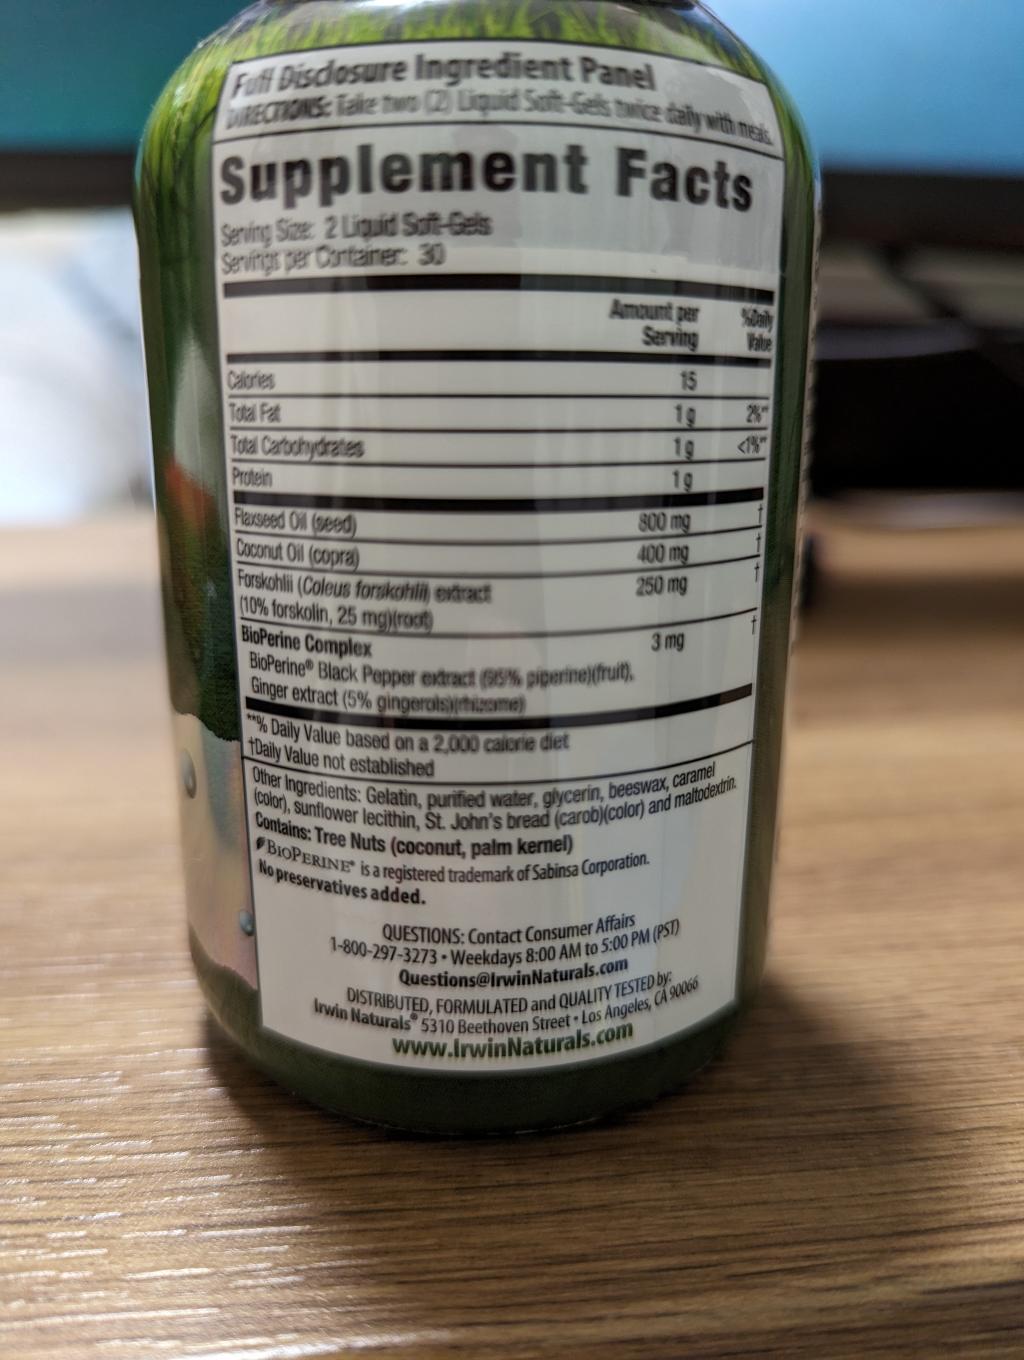 Full Disclosure Ingredient Panel
DIRECTIONS: Take two (2) Liquid Soft-Gels twice daily with meals.
Supplement Facts
Serving Size: 2 Liquid Soft-Gels
Servings per Container: 30
Amount per Serving %Daily Value
Calories 15
Total Fat 1 g 2%**
Total Carbohydrates 1 g <1%**
Protein 1 g
Flaxseed Oil (seed) 800 mg †
Coconut Oil (copra) 400 mg †
Forskohlii (Coleus forskohlii) extract 250 mg †
(10% forskolin, 25 mg)(root)
BioPerine Complex 3 mg †
BioPerine® Black Pepper extract (95% piperine)(fruit),
Ginger extract (5% gingerols)(rhizome)
**% Daily Value based on a 2,000 calorie diet
†Daily Value not established
Other Ingredients: Gelatin, purified water, glycerin, beeswax, caramel
(color), sunflower lecithin, St. John's bread (carob)(color) and maltodextrin.
Contains: Tree Nuts (coconut, palm kernel)
BIOPERINE® is a registered trademark of Sabinsa Corporation.
No preservatives added.
QUESTIONS: Contact Consumer Affairs
1-800-297-3273 • Weekdays 8:00 AM to 5:00 PM (PST)
Questions@IrwinNaturals.com
DISTRIBUTED, FORMULATED and QUALITY TESTED by:
Irwin Naturals® 5310 Beethoven Street • Los Angeles, CA 90066
www.IrwinNaturals.com